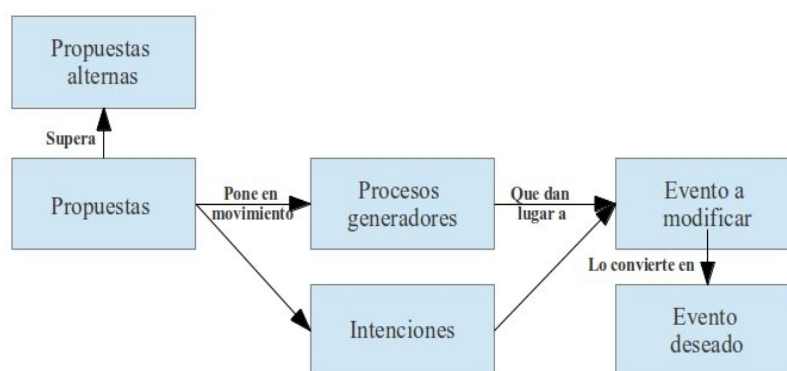 Propuestas
alternas
Supera
Propuestas
Pone en
movimiento
Procesos
generadores
Que dan
lugar a
Evento a
modificar
Lo convierte en
Intenciones
Evento
deseado